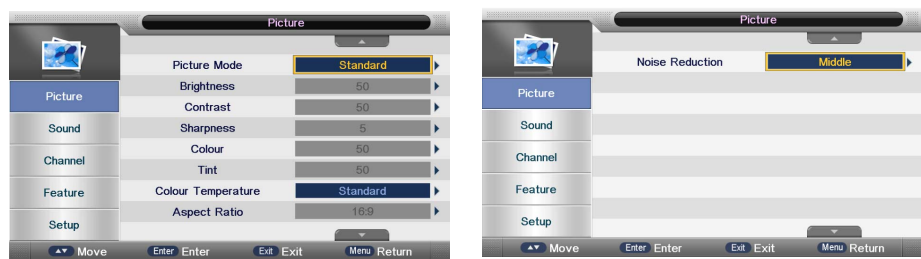 Picture
Picture Mode Standard
Picture
Brightness 50
Contrast 50
Sound
Sharpness 5
Colour 50
Channel
Tint 50
Feature
Colour Temperature Standard
Aspect Ratio 16:9
Setup
Move Enter Enter Exit Exit Menu Return
Picture
Noise Reduction Middle
Picture
Sound
Channel
Feature
Setup
Move Enter Enter Exit Exit Menu Return